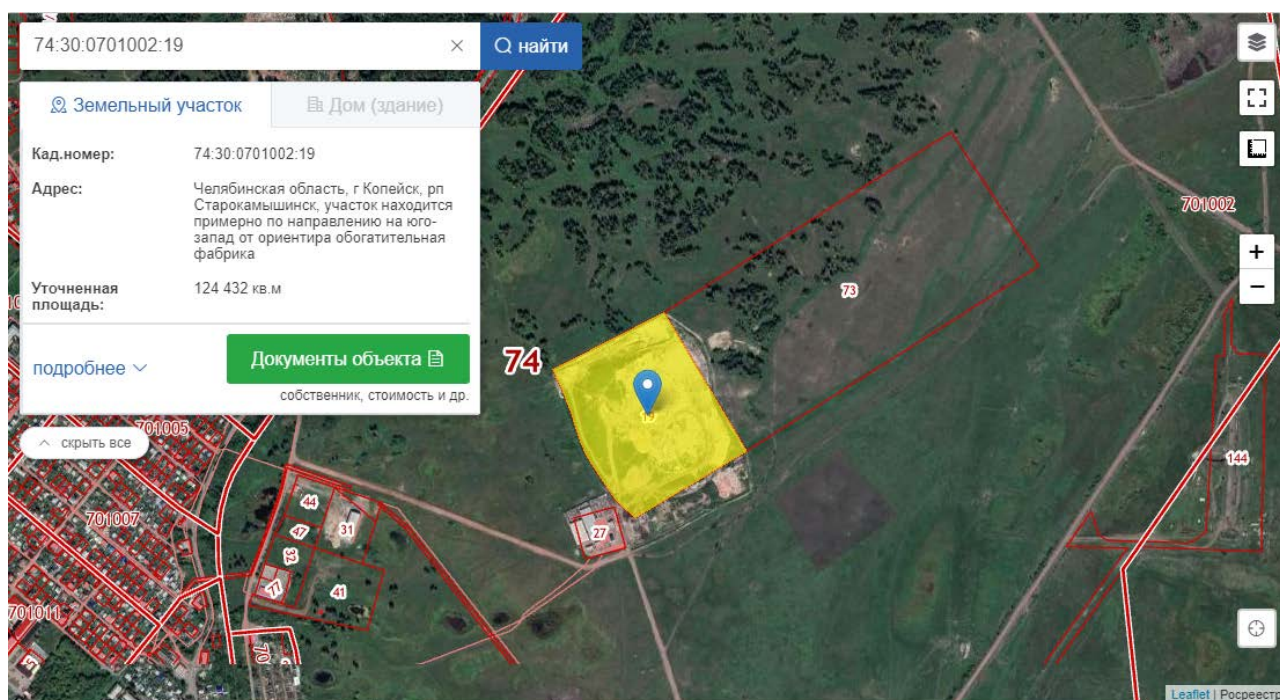 74:30:0701002:19
× найти
Земельный участок
Дом (здание)
Кад.номер:
74:30:0701002:19
Адрес:
Челябинская область, г Копейск, рп
Старокамышинск, участок находится
примерно по направлению на юго-
запад от ориентира обогатительная
фабрика
Уточненная
площадь:
124 432 кв.м
подробнее
Документы объекта
собственник, стоимость и др.
скрыть все
701002
73
74
19
701005
144
44
701007
47
31
27
32
77
41
701011
70
+
−
Leaflet | Росреестр